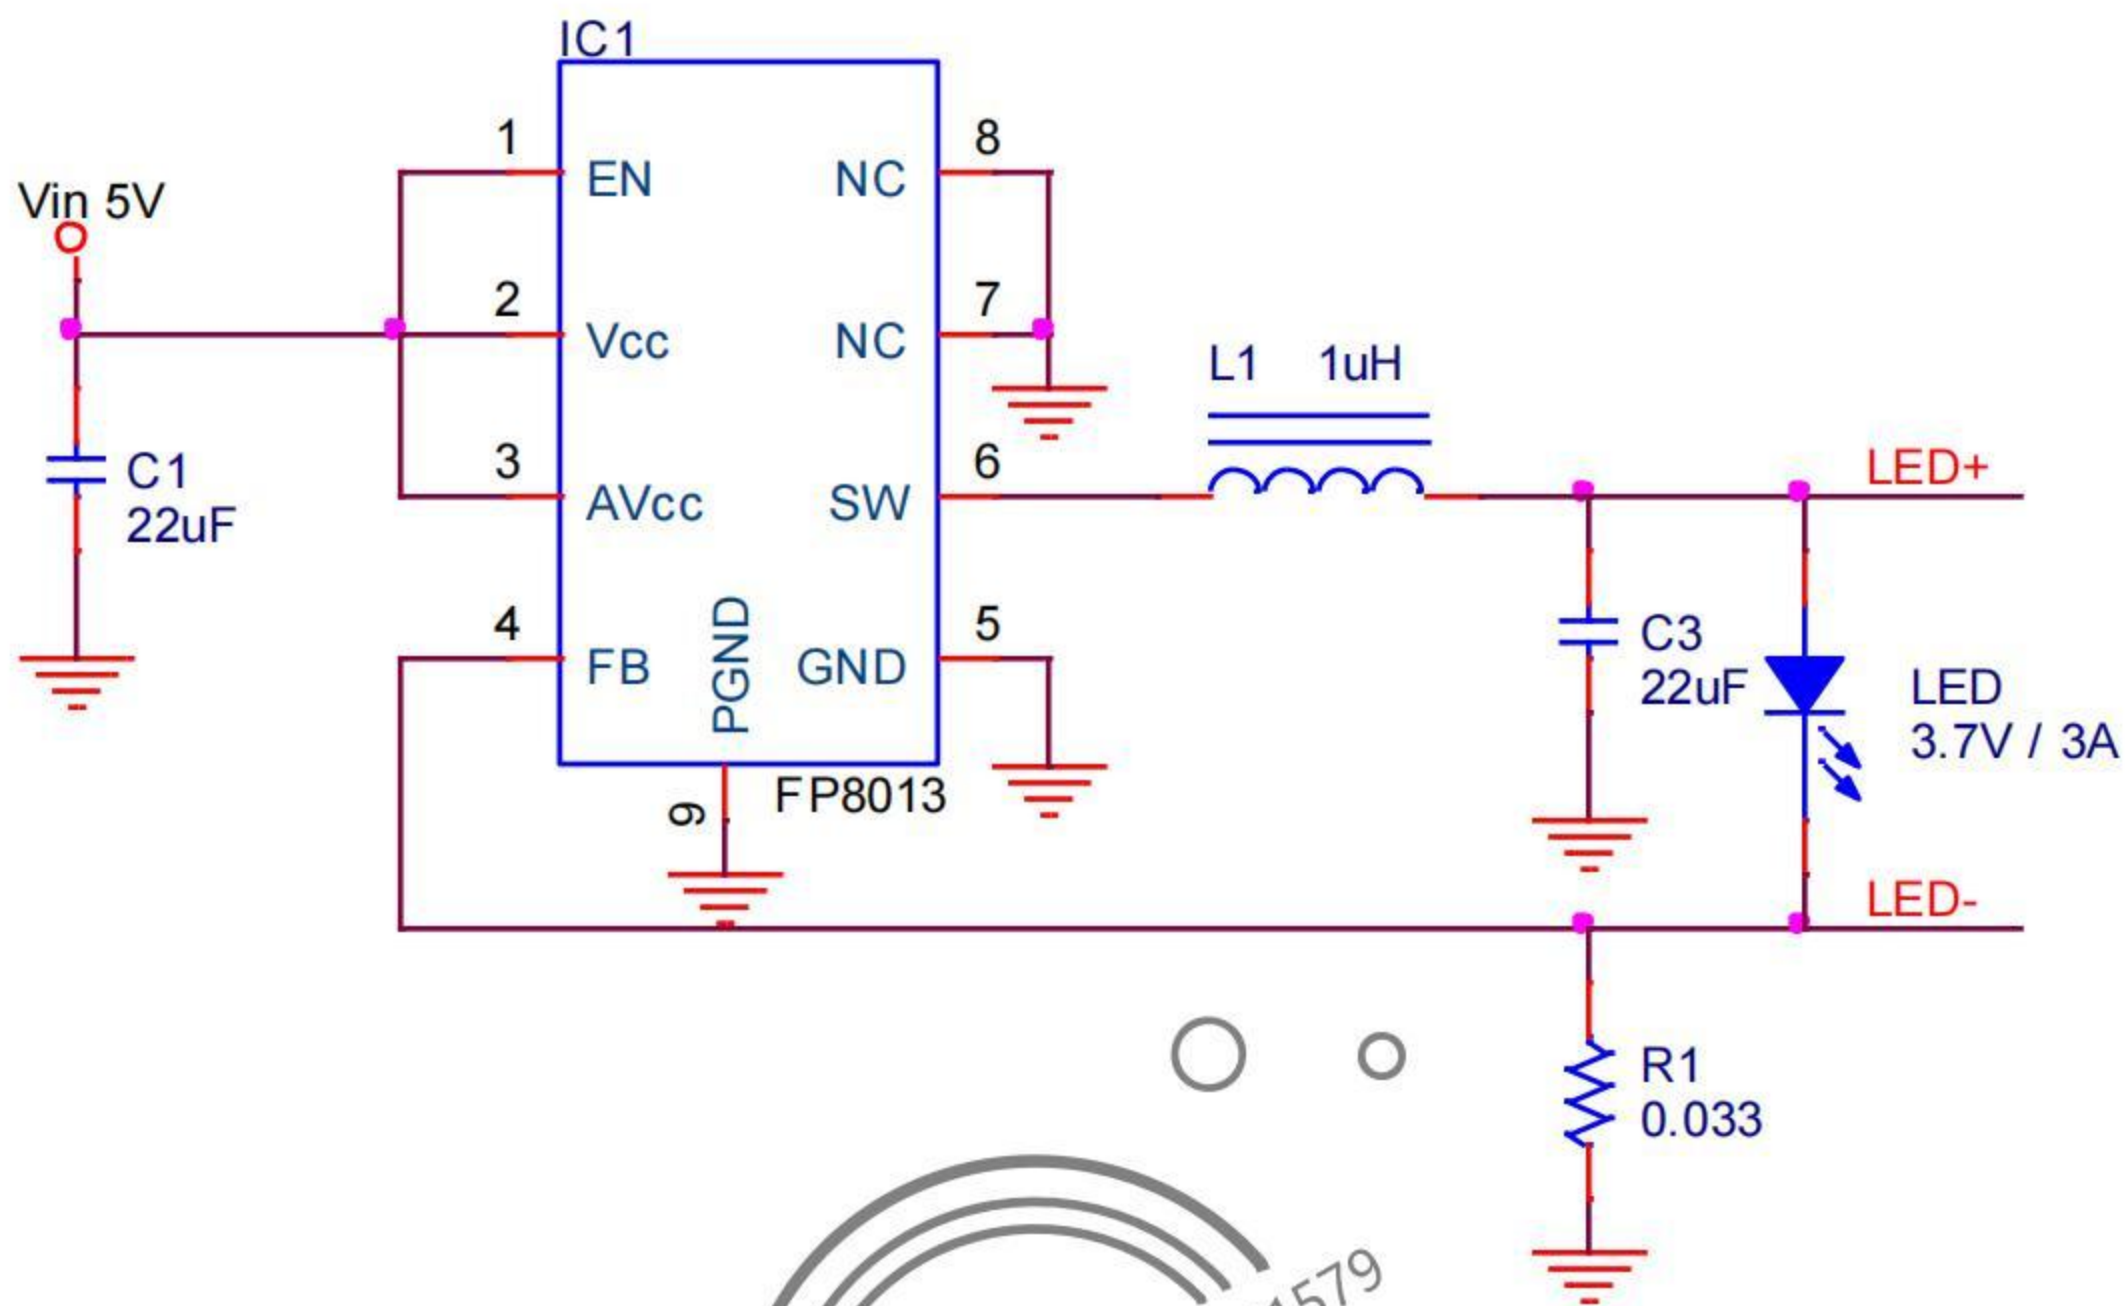 IC1
Vin 5V
1
EN
NC
8
2
Vcc
NC
7
3
AVcc
SW
6
4
FB
PGND
GND
5
9
FP8013
L1 1uH
C1
22uF
LED+
C3
22uF
LED
3.7V / 3A
LED-
R1
0.033
1579